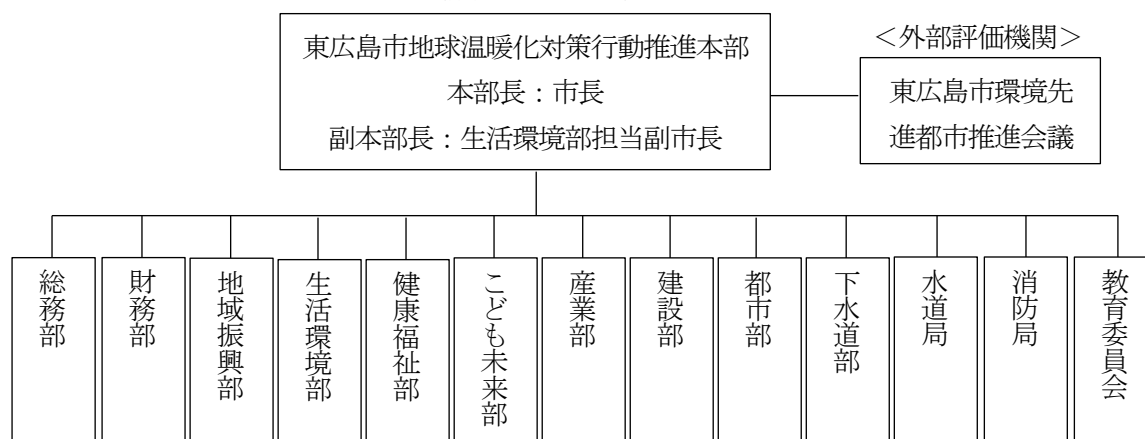 東広島市地球温暖化対策行動推進本部
本部長：市長
副本部長：生活環境部担当副市長
＜外部評価機関＞
東広島市環境先
進都市推進会議
総務部
財務部
地域振興部
生活環境部
健康福祉部
こども未来部
産業部
建設部
都市部
下水道部
水道局
消防局
教育委員会